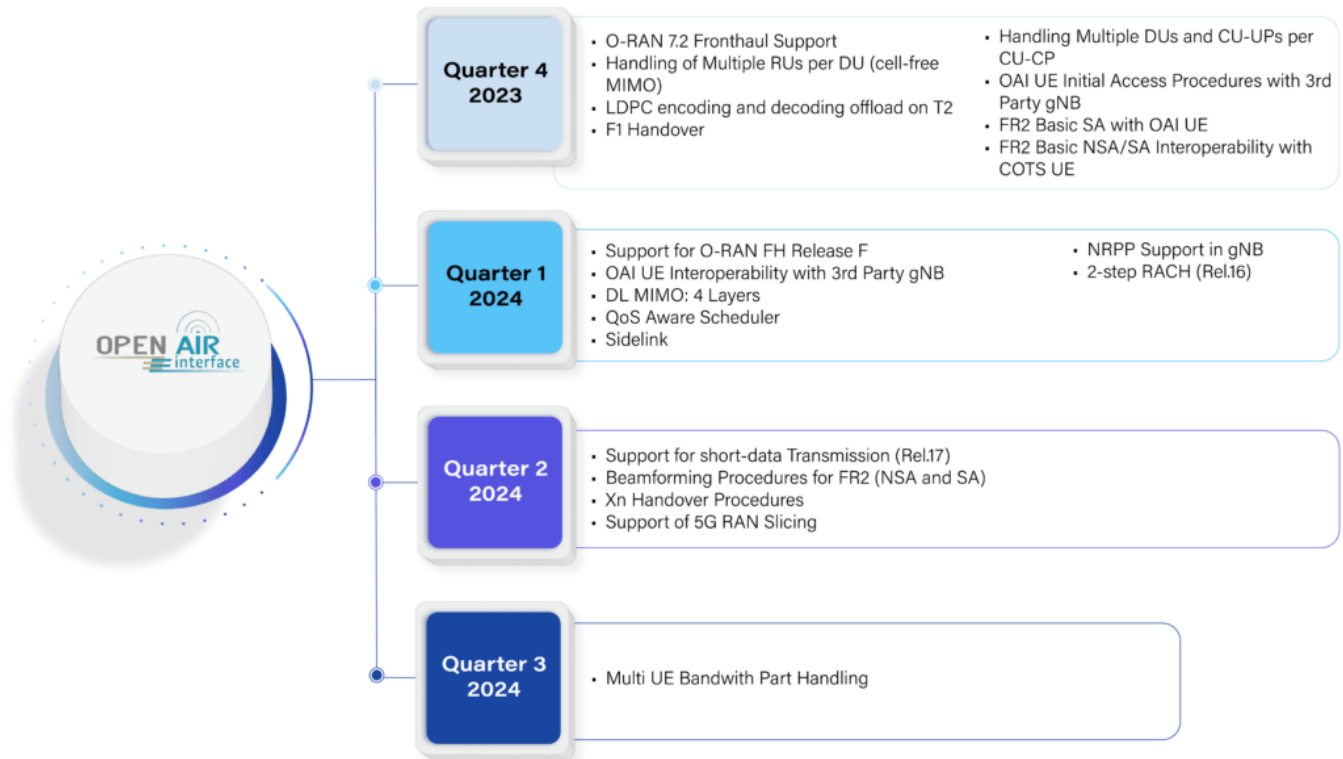 OPEN AIR
interface
Quarter 4
2023
▪ O-RAN 7.2 Fronthaul Support
▪ Handling of Multiple RUs per DU (cell-free
MIMO)
▪ LDPC encoding and decoding offload on T2
▪ F1 Handover
▪ Handling Multiple DUs and CU-UPs per
CU-CP
▪ OAI UE Initial Access Procedures with 3rd
Party gNB
▪ FR2 Basic SA with OAI UE
▪ FR2 Basic NSA/SA Interoperability with
COTS UE
Quarter 1
2024
▪ Support for O-RAN FH Release F
▪ OAI UE Interoperability with 3rd Party gNB
▪ DL MIMO: 4 Layers
▪ QoS Aware Scheduler
▪ Sidelink
▪ NRPP Support in gNB
▪ 2-step RACH (Rel.16)
Quarter 2
2024
▪ Support for short-data Transmission (Rel.17)
▪ Beamforming Procedures for FR2 (NSA and SA)
▪ Xn Handover Procedures
▪ Support of 5G RAN Slicing
Quarter 3
2024
▪ Multi UE Bandwith Part Handling